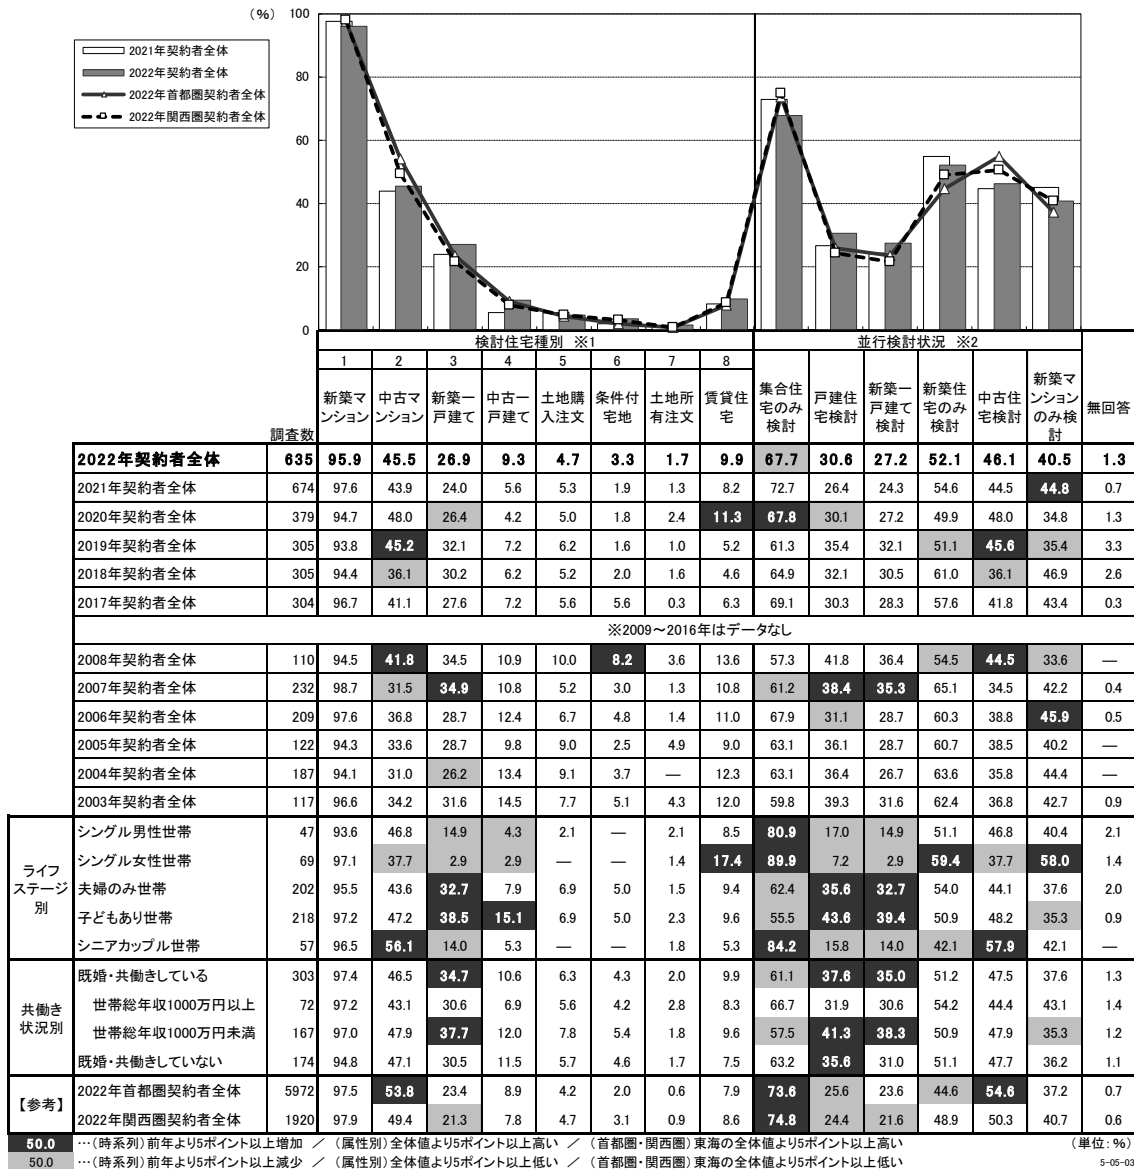 (%)
100
80
60
40
20
0
2021年契約者全体
2022年契約者全体
2022年首都圏契約者全体
2022年関西圏契約者全体
検討住宅種別 ※1 並行検討状況 ※2
1 2 3 4 5 6 7 8
調査数 新築マンション 中古マンション 新築一戸建て 中古一戸建て 土地購入注文 条件付宅地 土地所有注文 賃貸住宅 集合住宅のみ検討 戸建住宅検討 新築一戸建て検討 新築住宅のみ検討 中古住宅検討 新築マンションのみ検討 無回答
2022年契約者全体 635 95.9 45.5 26.9 9.3 4.7 3.3 1.7 9.9 67.7 30.6 27.2 52.1 46.1 40.5 1.3
2021年契約者全体 674 97.6 43.9 24.0 5.6 5.3 1.9 1.3 8.2 72.7 26.4 24.3 54.6 44.5 44.8 0.7
2020年契約者全体 379 94.7 48.0 26.4 4.2 5.0 1.8 2.4 11.3 67.8 30.1 27.2 49.9 48.0 34.8 1.3
2019年契約者全体 305 93.8 45.2 32.1 7.2 6.2 1.6 1.0 5.2 61.3 35.4 32.1 51.1 45.6 35.4 3.3
2018年契約者全体 305 94.4 36.1 30.2 6.2 5.2 2.0 1.6 4.6 64.9 32.1 30.5 61.0 36.1 46.9 2.6
2017年契約者全体 304 96.7 41.1 27.6 7.2 5.6 5.6 0.3 6.3 69.1 30.3 28.3 57.6 41.8 43.4 0.3
※2009～2016年はデータなし
2008年契約者全体 110 94.5 41.8 34.5 10.9 10.0 8.2 3.6 13.6 57.3 41.8 36.4 54.5 44.5 33.6 —
2007年契約者全体 232 98.7 31.5 34.9 10.8 5.2 3.0 1.3 10.8 61.2 38.4 35.3 65.1 34.5 42.2 0.4
2006年契約者全体 209 97.6 36.8 28.7 12.4 6.7 4.8 1.4 11.0 67.9 31.1 28.7 60.3 38.8 45.9 0.5
2005年契約者全体 122 94.3 33.6 28.7 9.8 9.0 2.5 4.9 9.0 63.1 36.1 28.7 60.7 38.5 40.2 —
2004年契約者全体 187 94.1 31.0 26.2 13.4 9.1 3.7 — 12.3 63.1 36.4 26.7 63.6 35.8 44.4 —
2003年契約者全体 117 96.6 34.2 31.6 14.5 7.7 5.1 4.3 12.0 59.8 39.3 31.6 62.4 36.8 42.7 0.9
ライフステージ別
シングル男性世帯 47 93.6 46.8 14.9 4.3 2.1 — 2.1 8.5 80.9 17.0 14.9 51.1 46.8 40.4 2.1
シングル女性世帯 69 97.1 37.7 2.9 2.9 — — 1.4 17.4 89.9 7.2 2.9 59.4 37.7 58.0 1.4
夫婦のみ世帯 202 95.5 43.6 32.7 7.9 6.9 5.0 1.5 9.4 62.4 35.6 32.7 54.0 44.1 37.6 2.0
子どもあり世帯 218 97.2 47.2 38.5 15.1 6.9 5.0 2.3 9.6 55.5 43.6 39.4 50.9 48.2 35.3 0.9
シニアカップル世帯 57 96.5 56.1 14.0 5.3 — — 1.8 5.3 84.2 15.8 14.0 42.1 57.9 42.1 —
共働き状況別
既婚・共働きしている 303 97.4 46.5 34.7 10.6 6.3 4.3 2.0 9.9 61.1 37.6 35.0 51.2 47.5 37.6 1.3
世帯総年収1000万円以上 72 97.2 43.1 30.6 6.9 5.6 4.2 2.8 8.3 66.7 31.9 30.6 54.2 44.4 43.1 1.4
世帯総年収1000万円未満 167 97.0 47.9 37.7 12.0 7.8 5.4 1.8 9.6 57.5 41.3 38.3 50.9 47.9 35.3 1.2
既婚・共働きしていない 174 94.8 47.1 30.5 11.5 5.7 4.6 1.7 7.5 63.2 35.6 31.0 51.1 47.7 36.2 1.1
【参考】
2022年首都圏契約者全体 5972 97.5 53.8 23.4 8.9 4.2 2.0 0.6 7.9 73.6 25.6 23.6 44.6 54.6 37.2 0.7
2022年関西圏契約者全体 1920 97.9 49.4 21.3 7.8 4.7 3.1 0.9 8.6 74.8 24.4 21.6 48.9 50.3 40.7 0.6
50.0 …（時系列）前年より5ポイント以上増加 ／ （属性別）全体値より5ポイント以上高い ／ （首都圏・関西圏）東海の全体値より5ポイント以上高い （単位：%）
50.0 …（時系列）前年より5ポイント以上減少 ／ （属性別）全体値より5ポイント以上低い ／ （首都圏・関西圏）東海の全体値より5ポイント以上低い 5-05-03